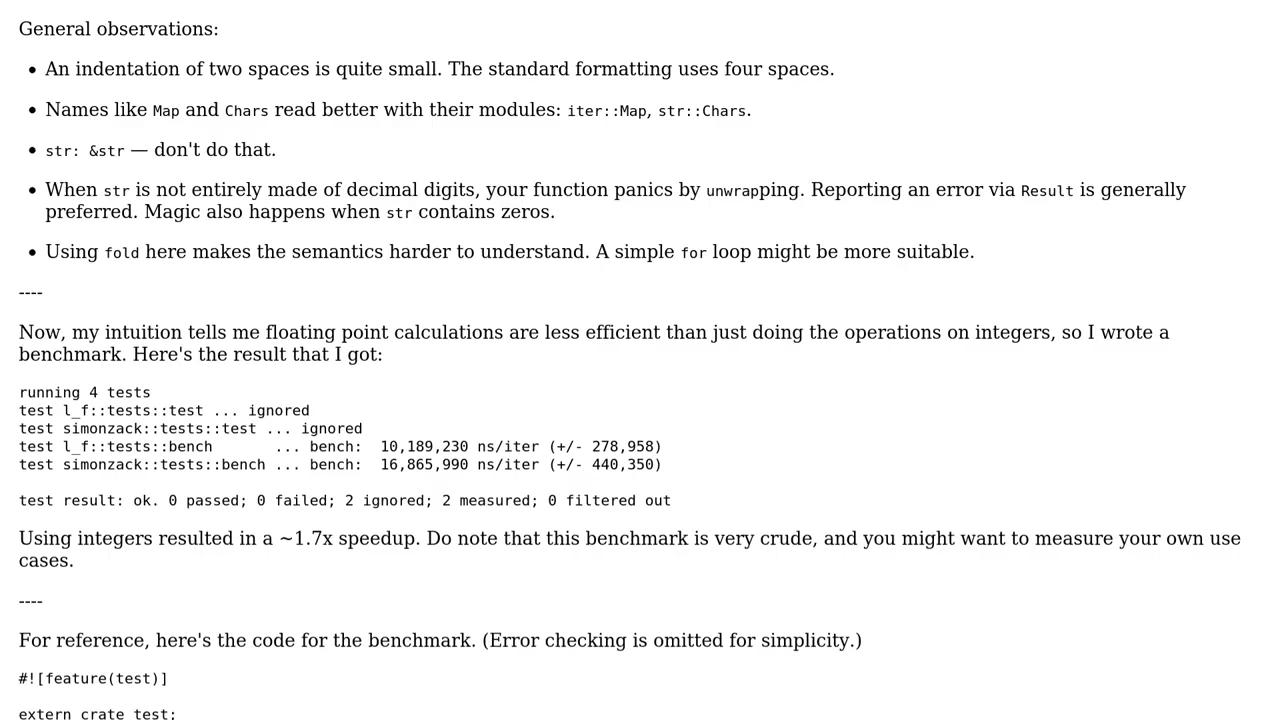 General observations:
• An indentation of two spaces is quite small. The standard formatting uses four spaces.
• Names like Map and Chars read better with their modules: iter::Map, str::Chars.
• str: &str — don't do that.
• When str is not entirely made of decimal digits, your function panics by unwrapping. Reporting an error via Result is generally
preferred. Magic also happens when str contains zeros.
• Using fold here makes the semantics harder to understand. A simple for loop might be more suitable.
----
Now, my intuition tells me floating point calculations are less efficient than just doing the operations on integers, so I wrote a
benchmark. Here's the result that I got:
running 4 tests
test l_f::tests::test ... ignored
test simonzack::tests::test ... ignored
test l_f::tests::bench       ... bench:  10,189,230 ns/iter (+/- 278,958)
test simonzack::tests::bench ... bench:  16,865,990 ns/iter (+/- 440,350)
test result: ok. 0 passed; 0 failed; 2 ignored; 2 measured; 0 filtered out
Using integers resulted in a ~1.7x speedup. Do note that this benchmark is very crude, and you might want to measure your own use
cases.
----
For reference, here's the code for the benchmark. (Error checking is omitted for simplicity.)
#![feature(test)]
extern crate test;